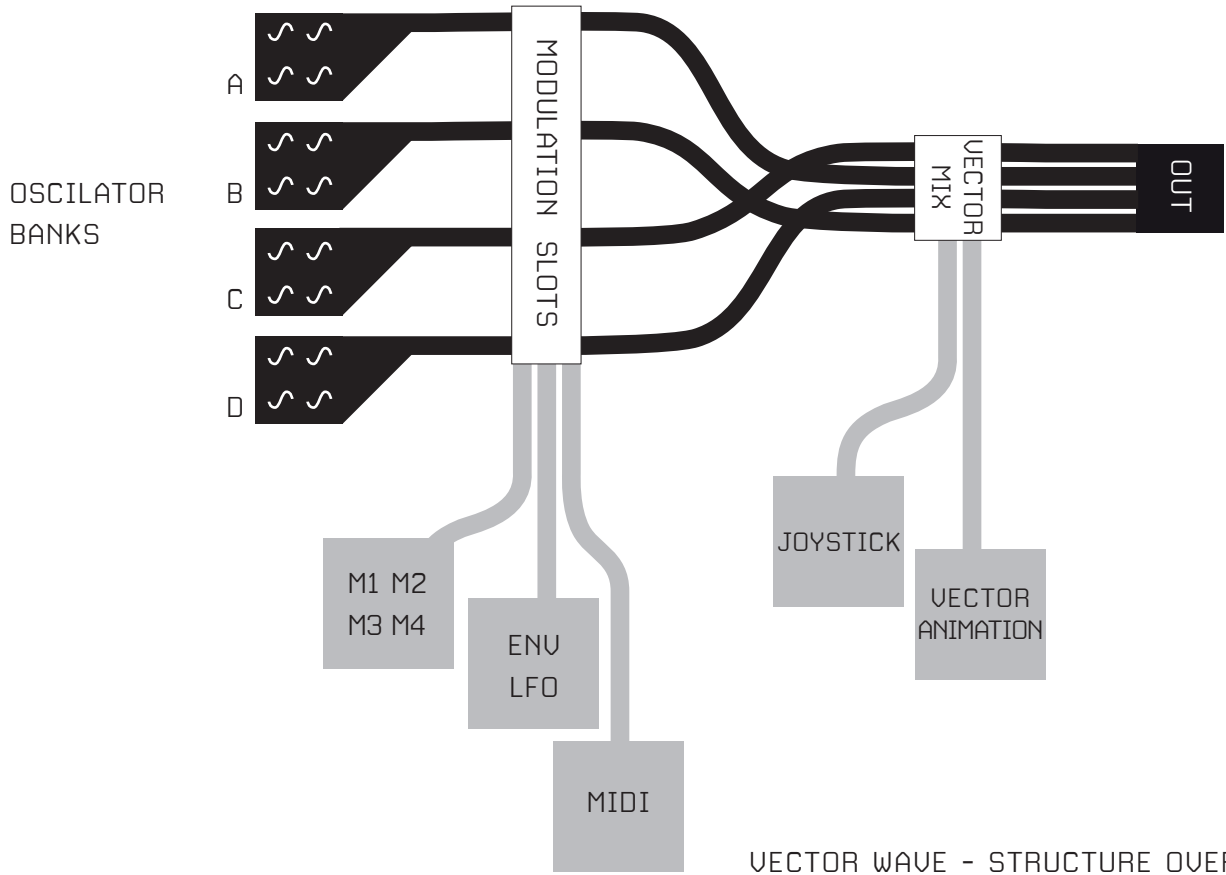 A
MODULATION SLOTS
B
OSCILATOR
BANKS
VECTOR
MIX
OUT
C
D
JOYSTICK
M1 M2
M3 M4
VECTOR
ANIMATION
ENV
LFO
MIDI
VECTOR WAVE - STRUCTURE